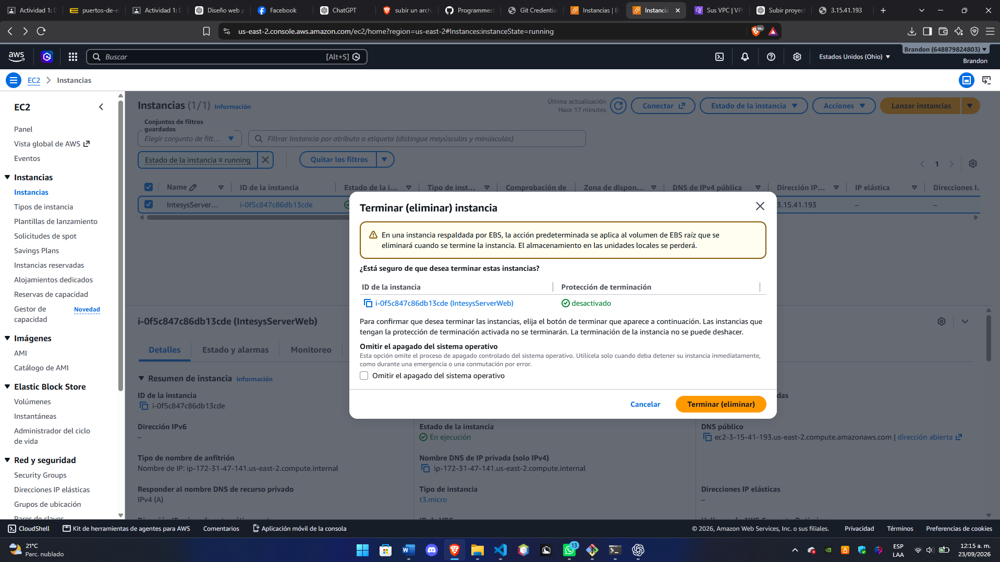 Actividad 1: D
puertos-de-e
Actividad 1: D
Diseño web p
Facebook
ChatGPT
subir un archi
ProgrammerJ
Git Credential
Instancias | E
Instancia
Sus VPC | VPC
Subir proyect
3.15.41.193
us-east-2.console.aws.amazon.com/ec2/home?region=us-east-2#Instances:instanceState=running
99+
aws
Buscar
[Alt+S]
Estados Unidos (Ohio)
Brandon (648879824803)
Brandon
EC2
Instancias
EC2
Panel
Vista global de AWS
Eventos
Instancias
Instancias
Tipos de instancia
Plantillas de lanzamiento
Solicitudes de spot
Savings Plans
Instancias reservadas
Alojamientos dedicados
Reservas de capacidad
Gestor de
capacidad
Novedad
Imágenes
AMI
Catálogo de AMI
Elastic Block Store
Volúmenes
Instantáneas
Administrador del ciclo
de vida
Red y seguridad
Security Groups
Direcciones IP elásticas
Grupos de ubicación
Pares de claves
Instancias (1/1) Información
Última actualización
Hace 17 minutes
Conectar
Estado de la instancia
Acciones
Lanzar instancias
Conjuntos de filtros
guardados
Elegir conjunto de filt...
Filtrar Instancia por atributo o etiqueta (distingue mayúsculas y minúsculas)
Estado de la instancia = running
Quitar los filtros
1
Name
ID de la instancia
Estado de la i...
Tipo de inst...
Comprobación de
Zona de dispon...
DNS de IPv4 pública
Dirección IP...
IP elástica
Direcciones I...
IntesysServer...
i-0f5c847c86db13cde
3.15.41.193
–
–
Terminar (eliminar) instancia
En una instancia respaldada por EBS, la acción predeterminada se aplica al volumen de EBS raíz que se
eliminará cuando se termine la instancia. El almacenamiento en las unidades locales se perderá.
¿Está seguro de que desea terminar estas instancias?
ID de la instancia
Protección de terminación
i-0f5c847c86db13cde (IntesysServerWeb)
desactivado
Para confirmar que desea terminar las instancias, elija el botón de terminar que aparece a continuación. Las instancias que
tengan la protección de terminación activada no se terminarán. La terminación de la instancia no se puede deshacer.
Omitir el apagado del sistema operativo
Esta opción omite el proceso de apagado controlado del sistema operativo. Utilícela solo cuando deba detener su instancia inmediatamente,
como durante una emergencia o una conmutación por error.
Omitir el apagado del sistema operativo
Cancelar
Terminar (eliminar)
i-0f5c847c86db13cde (IntesysServerWeb)
Detalles
Estado y alarmas
Monitoreo
Resumen de instancia Información
ID de la instancia
i-0f5c847c86db13cde
das
Dirección IPv6
–
Estado de la instancia
En ejecución
DNS público
ec2-3-15-41-193.us-east-2.compute.amazonaws.com | dirección abierta
Tipo de nombre de anfitrión
Nombre de IP: ip-172-31-47-141.us-east-2.compute.internal
Nombre DNS de IP privada (solo IPv4)
ip-172-31-47-141.us-east-2.compute.internal
Responder al nombre DNS de recurso privado
IPv4 (A)
Tipo de instancia
t3.micro
Direcciones IP elásticas
–
CloudShell
Kit de herramientas de agentes para AWS
Comentarios
Aplicación móvil de la consola
© 2026, Amazon Web Services, Inc. o sus filiales.
Privacidad
Términos
Preferencias de cookies
21°C
Parc. nublado
13
ESP
LAA
12:15 a. m.
23/09/2026